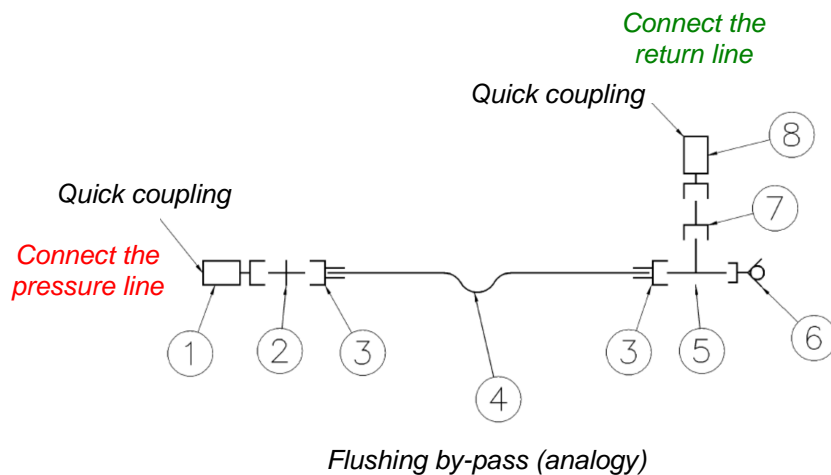 Connect the
return line
Quick coupling
8
Quick coupling
7
Connect the
pressure line
1
2
3
4
3
5
6
Flushing by-pass (analogy)